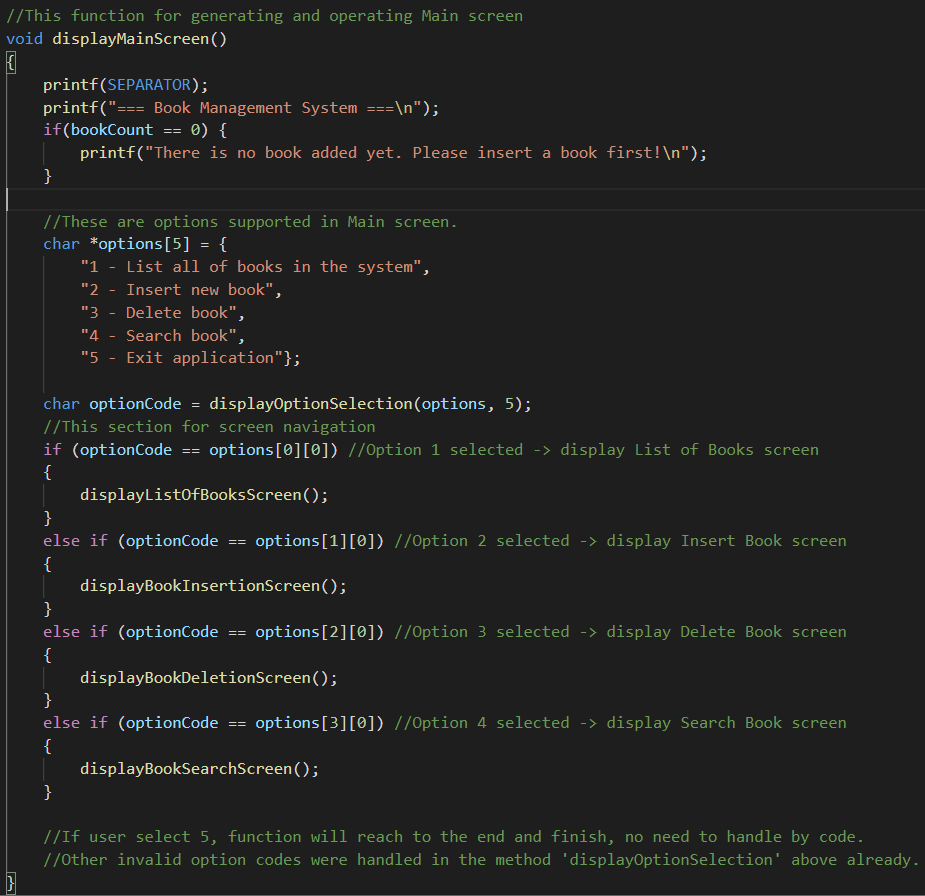 //This function for generating and operating Main screen
void displayMainScreen()
{
    printf(SEPARATOR);
    printf("=== Book Management System ===\n");
    if(bookCount == 0) {
        printf("There is no book added yet. Please insert a book first!\n");
    }

    //These are options supported in Main screen.
    char *options[5] = {
        "1 - List all of books in the system",
        "2 - Insert new book",
        "3 - Delete book",
        "4 - Search book",
        "5 - Exit application"};

    char optionCode = displayOptionSelection(options, 5);
    //This section for screen navigation
    if (optionCode == options[0][0]) //Option 1 selected -> display List of Books screen
    {
        displayListOfBooksScreen();
    }
    else if (optionCode == options[1][0]) //Option 2 selected -> display Insert Book screen
    {
        displayBookInsertionScreen();
    }
    else if (optionCode == options[2][0]) //Option 3 selected -> display Delete Book screen
    {
        displayBookDeletionScreen();
    }
    else if (optionCode == options[3][0]) //Option 4 selected -> display Search Book screen
    {
        displayBookSearchScreen();
    }

    //If user select 5, function will reach to the end and finish, no need to handle by code.
    //Other invalid option codes were handled in the method 'displayOptionSelection' above already.
}